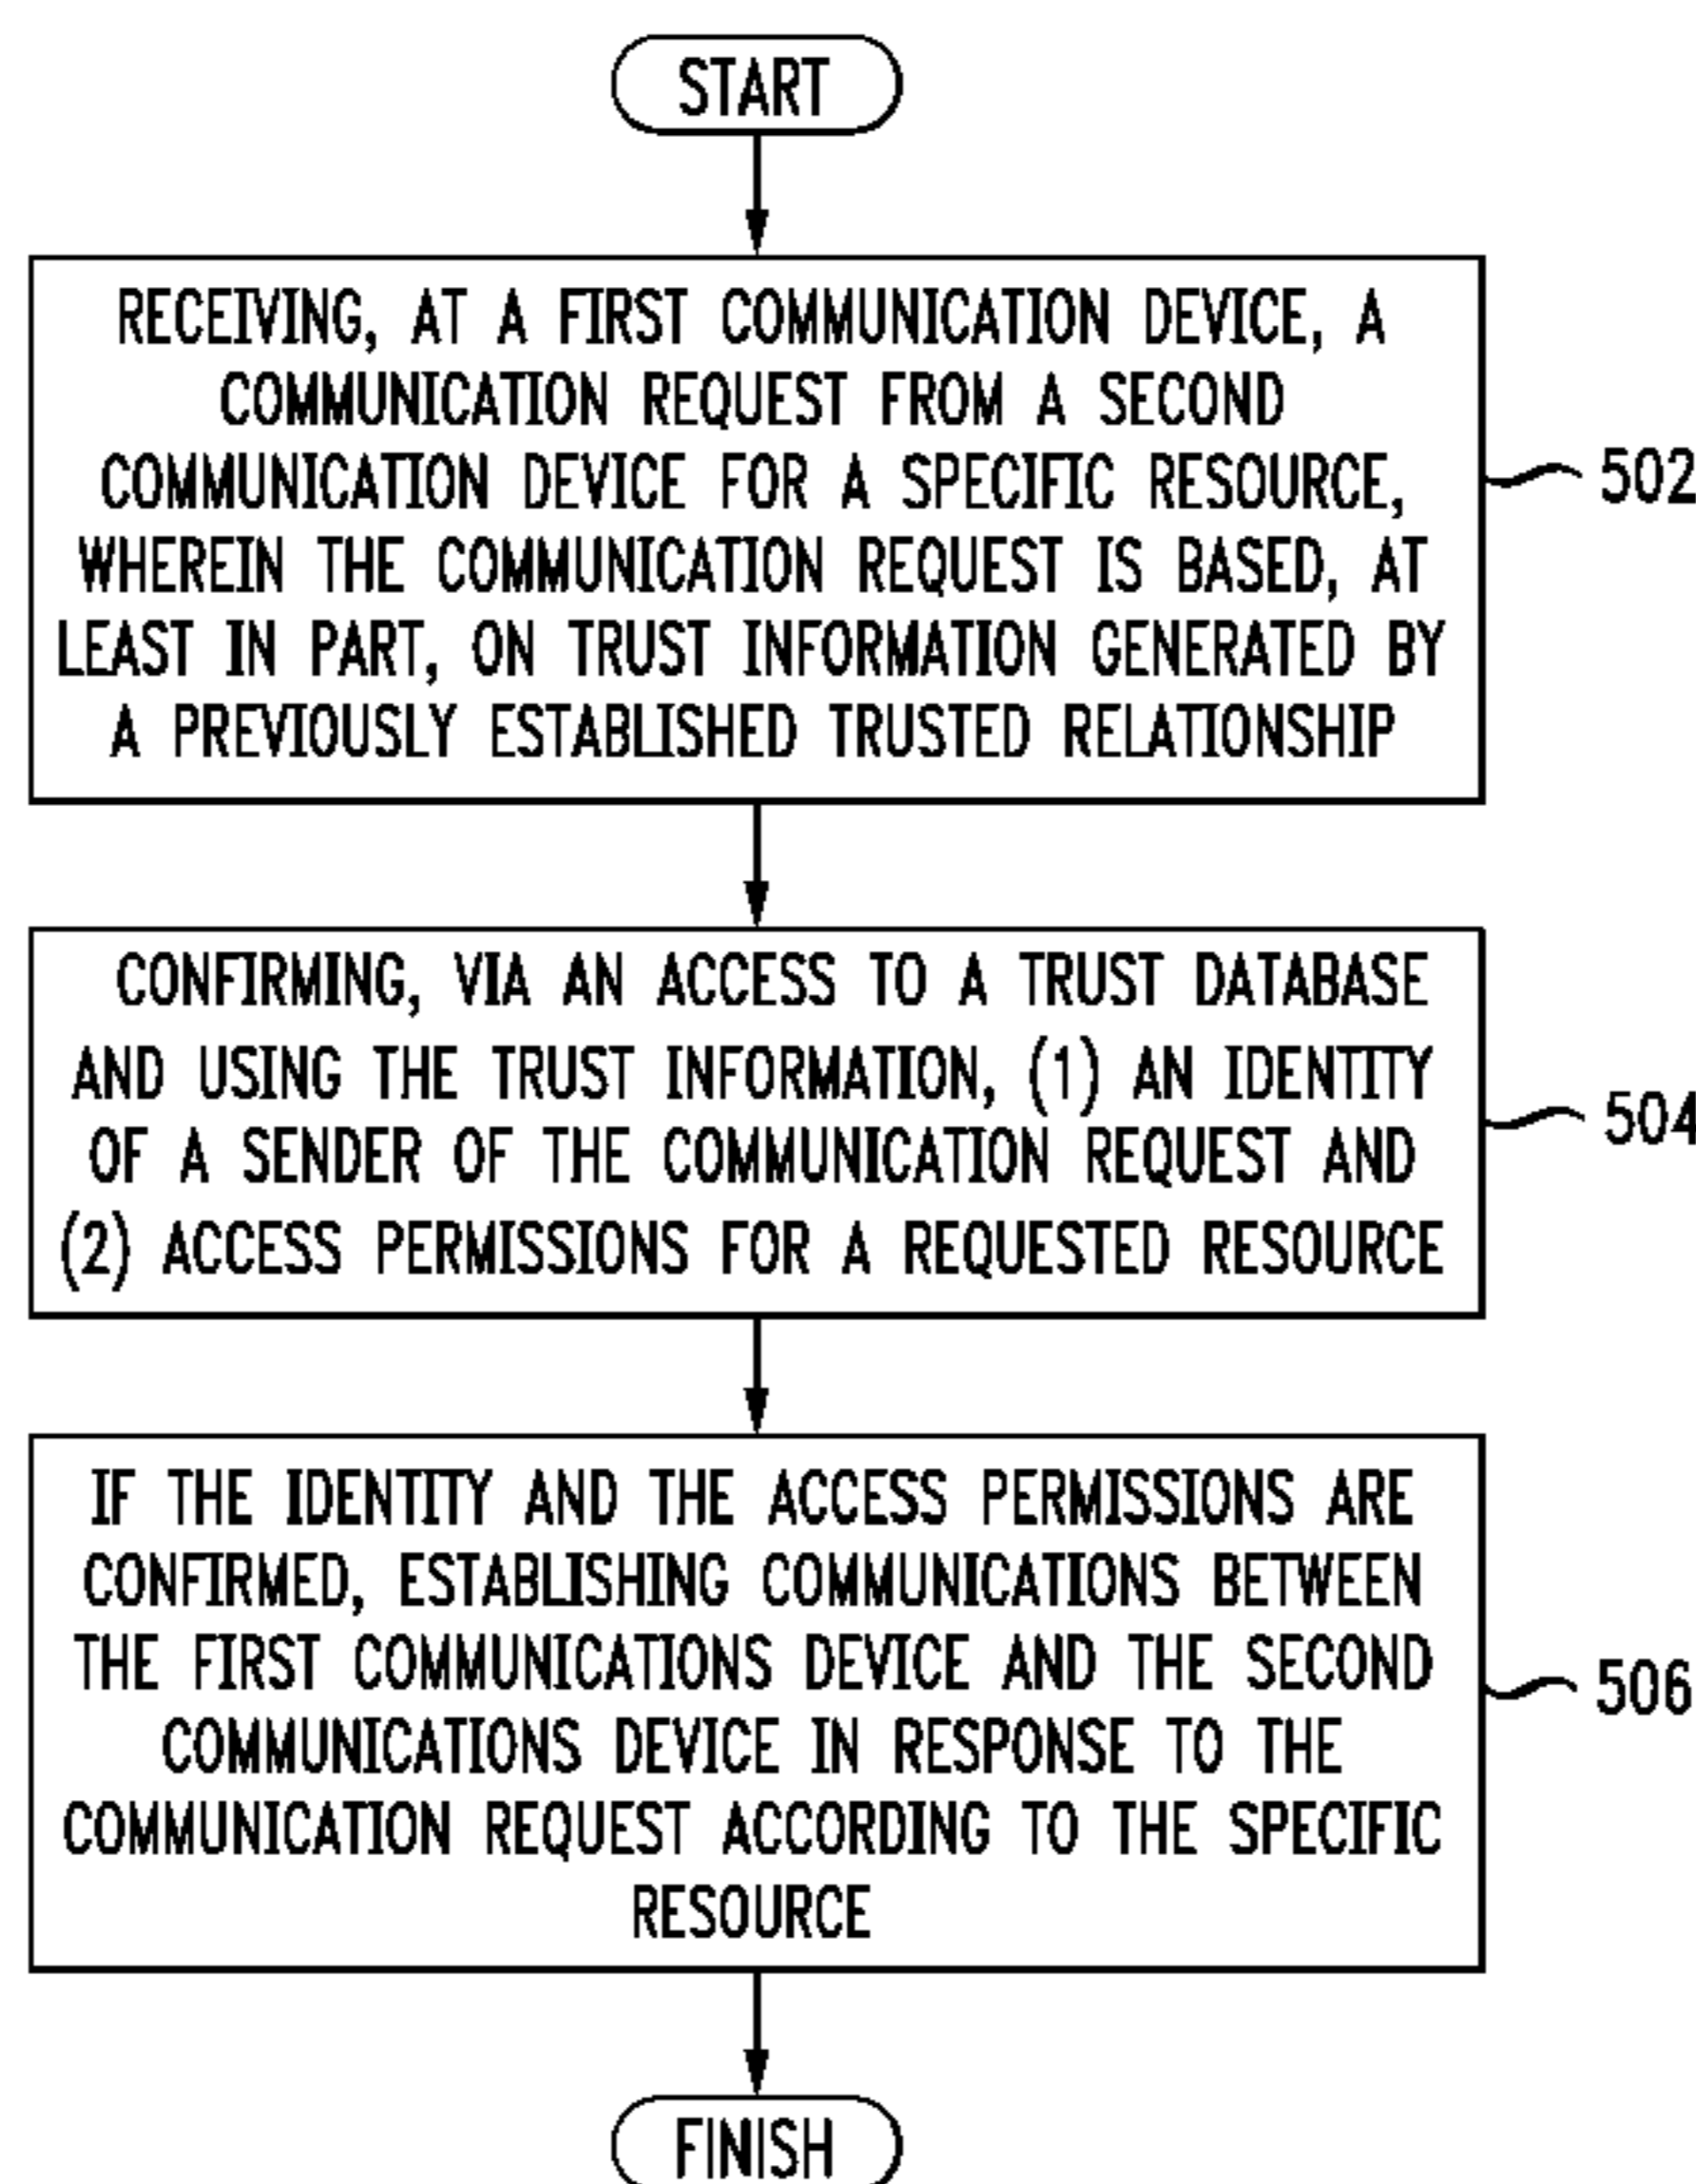 START
RECEIVING, AT A FIRST COMMUNICATION DEVICE, A
COMMUNICATION REQUEST FROM A SECOND
COMMUNICATION DEVICE FOR A SPECIFIC RESOURCE,
WHEREIN THE COMMUNICATION REQUEST IS BASED, AT
LEAST IN PART, ON TRUST INFORMATION GENERATED BY
A PREVIOUSLY ESTABLISHED TRUSTED RELATIONSHIP
502
CONFIRMING, VIA AN ACCESS TO A TRUST DATABASE
AND USING THE TRUST INFORMATION, (1) AN IDENTITY
OF A SENDER OF THE COMMUNICATION REQUEST AND
(2) ACCESS PERMISSIONS FOR A REQUESTED RESOURCE
504
IF THE IDENTITY AND THE ACCESS PERMISSIONS ARE
CONFIRMED, ESTABLISHING COMMUNICATIONS BETWEEN
THE FIRST COMMUNICATIONS DEVICE AND THE SECOND
COMMUNICATIONS DEVICE IN RESPONSE TO THE
COMMUNICATION REQUEST ACCORDING TO THE SPECIFIC
RESOURCE
506
FINISH